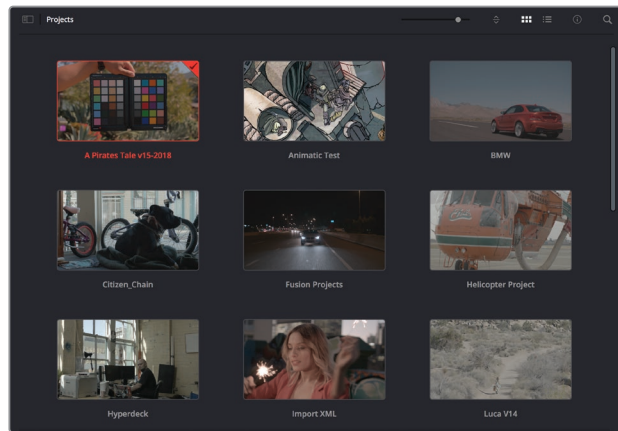 Projects
A Pirates Tale v15-2018
Animatic Test
BMW
Citizen_Chain
Fusion Projects
Helicopter Project
Hyperdeck
Import XML
Luca V14